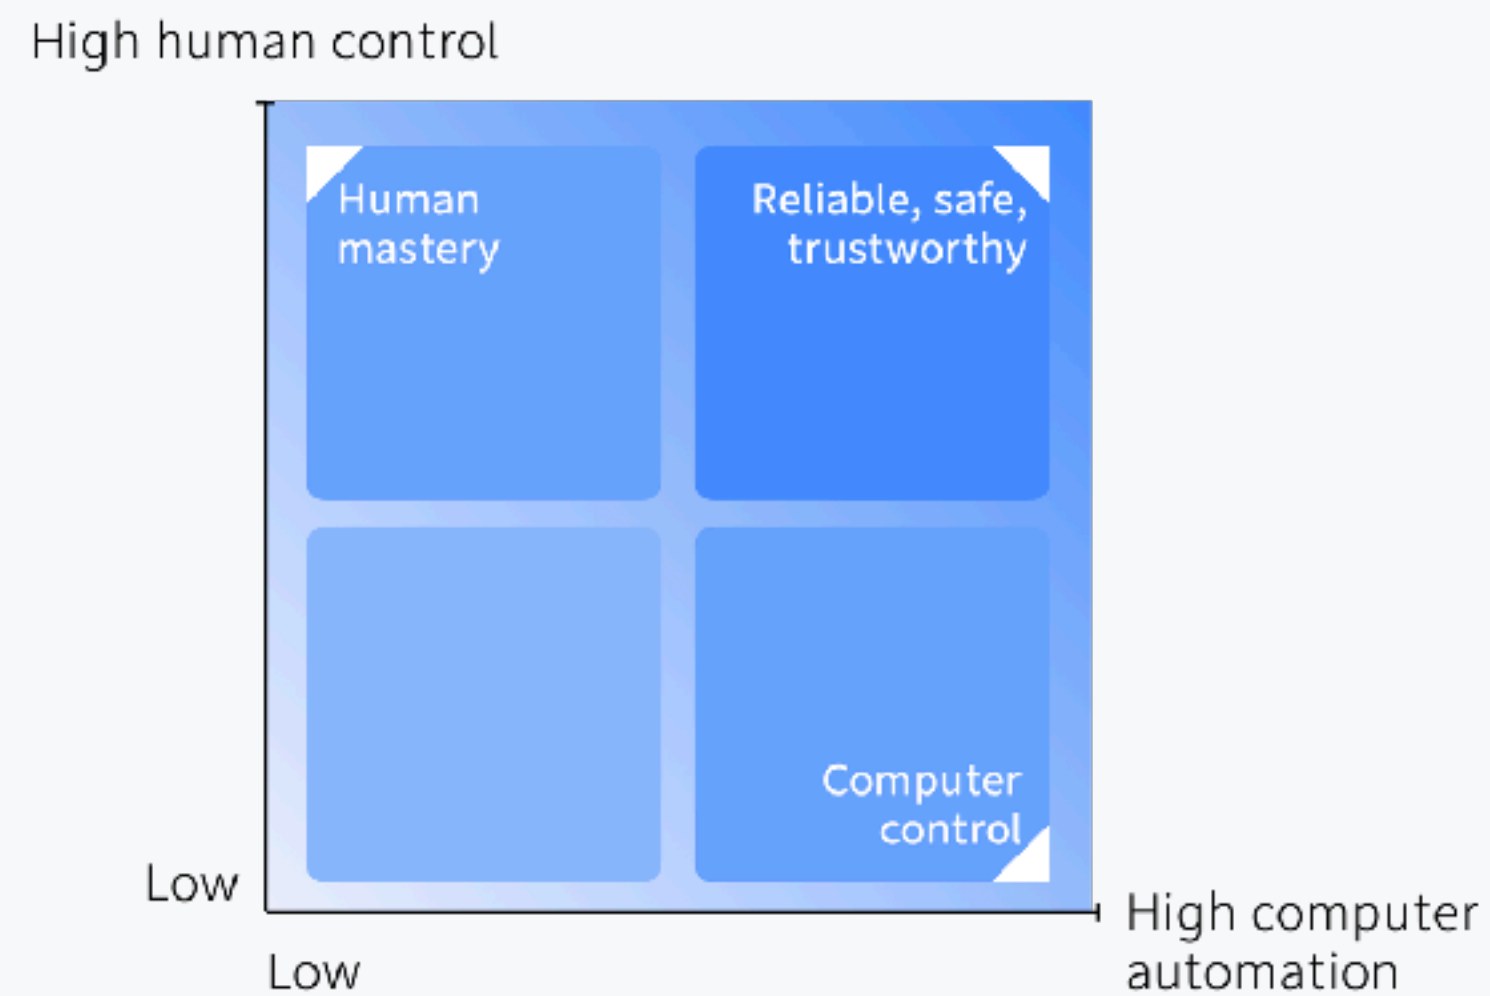 High human control
Human
mastery
Reliable, safe,
trustworthy
Computer
control
Low
Low
High computer
automation